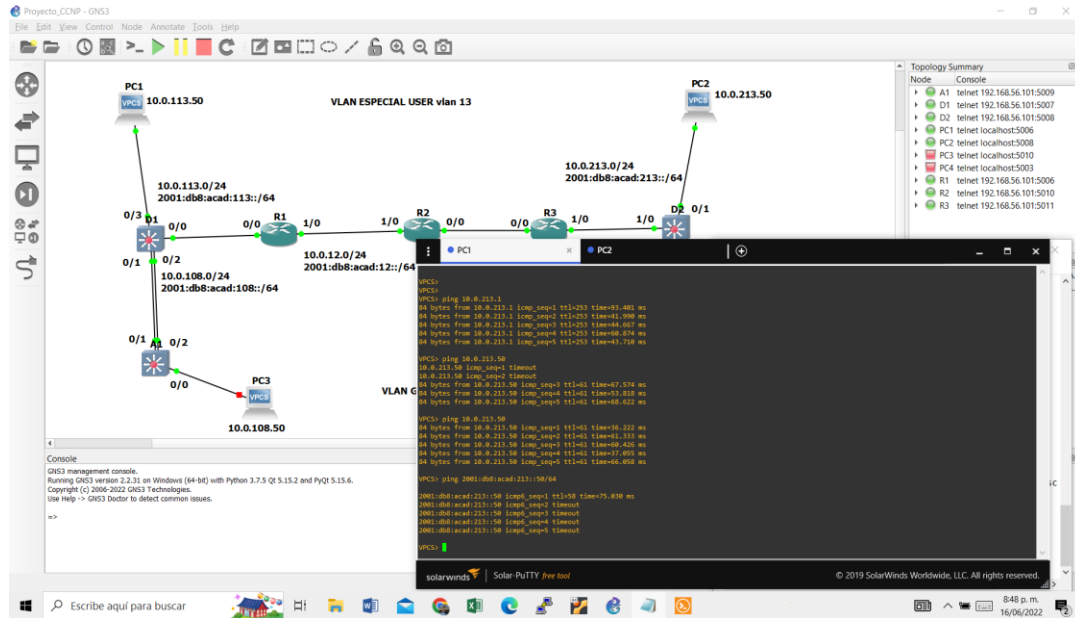 Proyecto_CCNP - GNS3
File Edit View Control Node Annotate Tools Help
PC1
VPCS
10.0.113.50
VLAN ESPECIAL USER vlan 13
PC2
VPCS
10.0.213.50
10.0.113.0/24
2001:db8:acad:113::/64
10.0.213.0/24
2001:db8:acad:213::/64
0/3
D1
0/0
0/0
R1
1/0
1/0
R2
0/0
0/0
R3
1/0
1/0
D2
0/1
10.0.12.0/24
2001:db8:acad:12::/64
0/1
0/2
10.0.108.0/24
2001:db8:acad:108::/64
0/1
A1
0/2
0/0
PC3
VPCS
10.0.108.50
VLAN G
Topology Summary
Node Console
A1 telnet 192.168.56.101:5009
D1 telnet 192.168.56.101:5007
D2 telnet 192.168.56.101:5008
PC1 telnet localhost:5006
PC2 telnet localhost:5008
PC3 telnet localhost:5010
PC4 telnet localhost:5003
R1 telnet 192.168.56.101:5006
R2 telnet 192.168.56.101:5010
R3 telnet 192.168.56.101:5011
Console
GNS3 management console.
Running GNS3 version 2.2.31 on Windows (64-bit) with Python 3.7.5 Qt 5.15.2 and PyQt 5.15.6.
Copyright (c) 2006-2022 GNS3 Technologies.
Use Help -> GNS3 Doctor to detect common issues.
=>
PC1
PC2
VPCS>
VPCS>
VPCS> ping 10.0.213.1
84 bytes from 10.0.213.1 icmp_seq=1 ttl=253 time=93.401 ms
84 bytes from 10.0.213.1 icmp_seq=2 ttl=253 time=41.990 ms
84 bytes from 10.0.213.1 icmp_seq=3 ttl=253 time=44.667 ms
84 bytes from 10.0.213.1 icmp_seq=4 ttl=253 time=60.874 ms
84 bytes from 10.0.213.1 icmp_seq=5 ttl=253 time=43.710 ms
VPCS> ping 10.0.213.50
10.0.213.50 icmp_seq=1 timeout
10.0.213.50 icmp_seq=2 timeout
84 bytes from 10.0.213.50 icmp_seq=3 ttl=61 time=67.574 ms
84 bytes from 10.0.213.50 icmp_seq=4 ttl=61 time=53.818 ms
84 bytes from 10.0.213.50 icmp_seq=5 ttl=61 time=68.622 ms
VPCS> ping 10.0.213.50
84 bytes from 10.0.213.50 icmp_seq=1 ttl=61 time=36.222 ms
84 bytes from 10.0.213.50 icmp_seq=2 ttl=61 time=61.333 ms
84 bytes from 10.0.213.50 icmp_seq=3 ttl=61 time=60.426 ms
84 bytes from 10.0.213.50 icmp_seq=4 ttl=61 time=37.055 ms
84 bytes from 10.0.213.50 icmp_seq=5 ttl=61 time=66.058 ms
VPCS> ping 2001:db8:acad:213::50/64
2001:db8:acad:213::50 icmp6_seq=1 ttl=58 time=75.030 ms
2001:db8:acad:213::50 icmp6_seq=2 timeout
2001:db8:acad:213::50 icmp6_seq=3 timeout
2001:db8:acad:213::50 icmp6_seq=4 timeout
2001:db8:acad:213::50 icmp6_seq=5 timeout
VPCS>
solarwinds Solar-PuTTY free tool
© 2019 SolarWinds Worldwide, LLC. All rights reserved.
Escribe aquí para buscar
8:48 p. m.
16/06/2022
2